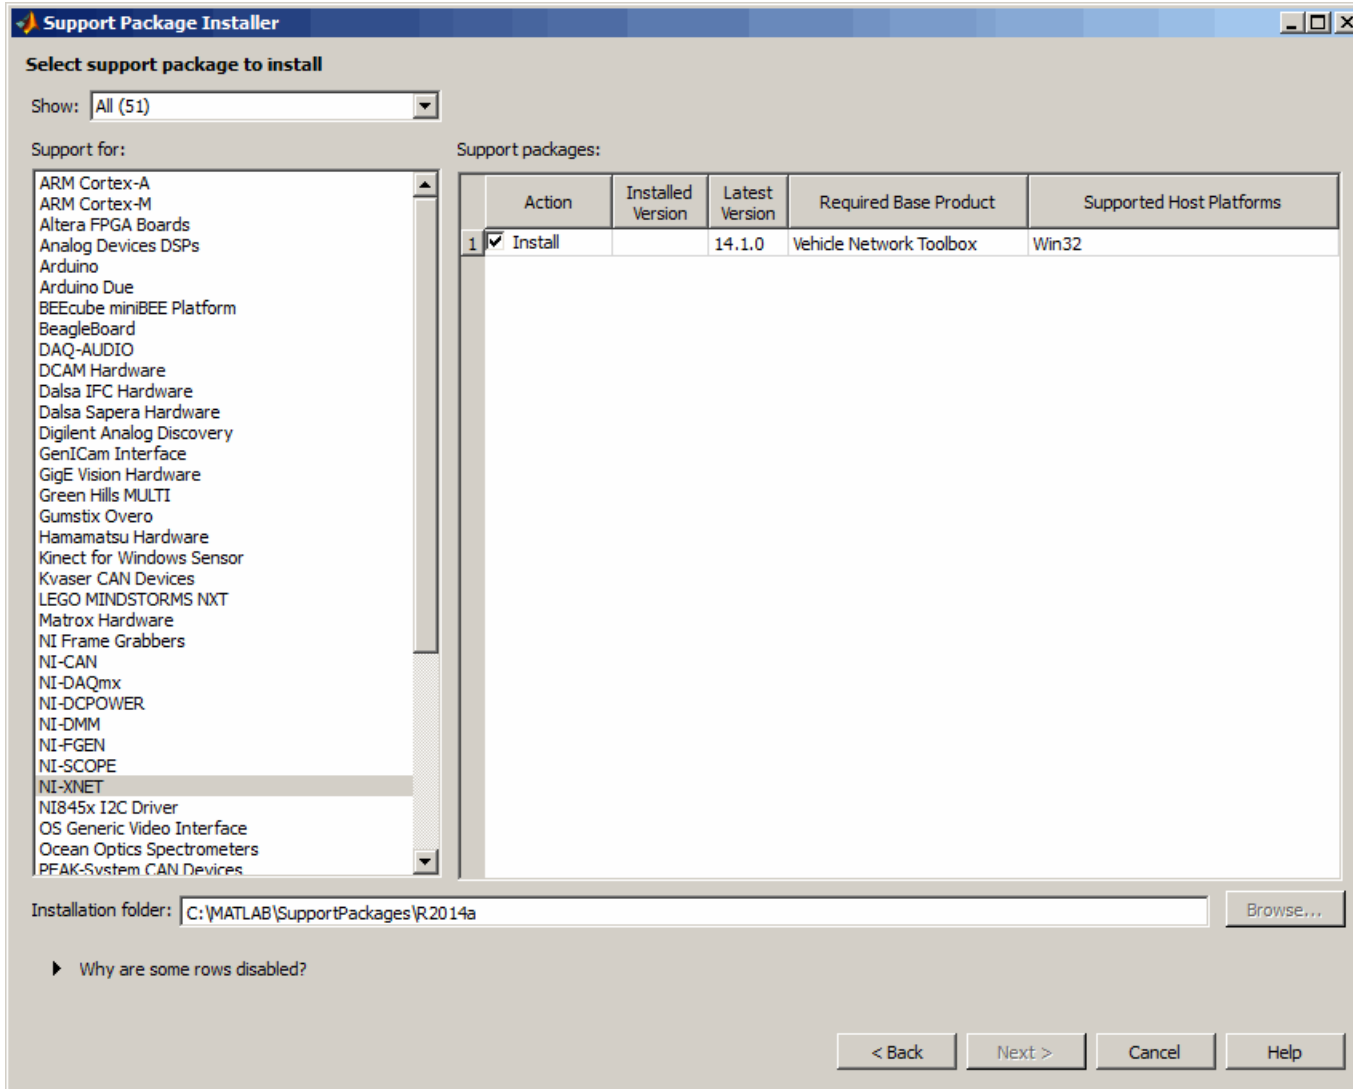 Support Package Installer
Select support package to install
Show: All (51)
Support for:
ARM Cortex-A
ARM Cortex-M
Altera FPGA Boards
Analog Devices DSPs
Arduino
Arduino Due
BEEcube miniBEE Platform
BeagleBoard
DAQ-AUDIO
DCAM Hardware
Dalsa IFC Hardware
Dalsa Sapera Hardware
Digilent Analog Discovery
GenICam Interface
GigE Vision Hardware
Green Hills MULTI
Gumstix Overo
Hamamatsu Hardware
Kinect for Windows Sensor
Kvaser CAN Devices
LEGO MINDSTORMS NXT
Matrox Hardware
NI Frame Grabbers
NI-CAN
NI-DAQmx
NI-DCPOWER
NI-DMM
NI-FGEN
NI-SCOPE
NI-XNET
NI845x I2C Driver
OS Generic Video Interface
Ocean Optics Spectrometers
PEAK-System CAN Devices
Support packages:
Action Installed Version Latest Version Required Base Product Supported Host Platforms
1 Install 14.1.0 Vehicle Network Toolbox Win32
Installation folder: C:\MATLAB\SupportPackages\R2014a Browse...
Why are some rows disabled?
< Back Next > Cancel Help